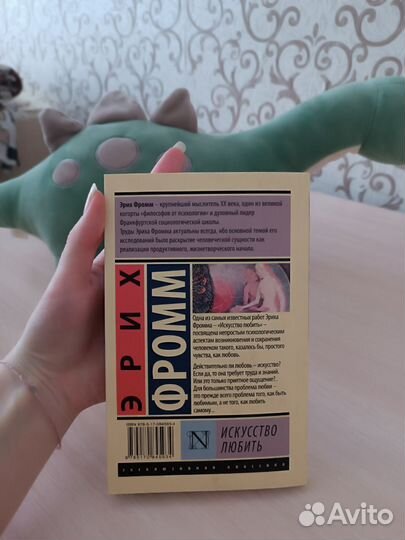 Эрих Фромм – крупнейший мыслитель XX века, один из великой
когорты «философов от психологии» и духовный лидер
Франкфуртской социологической школы.
Труды Эриха Фромма актуальны всегда, ибо основной темой его
исследований было раскрытие человеческой сущности как
реализации продуктивного, жизнетворческого начала.
ЭРИХ
ФРОММ
Одна из самых известных работ Эриха
Фромма – «Искусство любить» –
посвящена непростым психологическим
аспектам возникновения и сохранения
человеком такого, казалось бы, простого
чувства, как любовь.
Действительно ли любовь – искусство?
Если да, то она требует труда и знаний.
Или это только приятное ощущение?..
Для большинства проблема любви –
это прежде всего проблема того, как быть
любимым, а не того, как любить
самому...
N
ИСКУССТВО
ЛЮБИТЬ
ЭКСКЛЮЗИВНАЯ КЛАССИКА
Avito